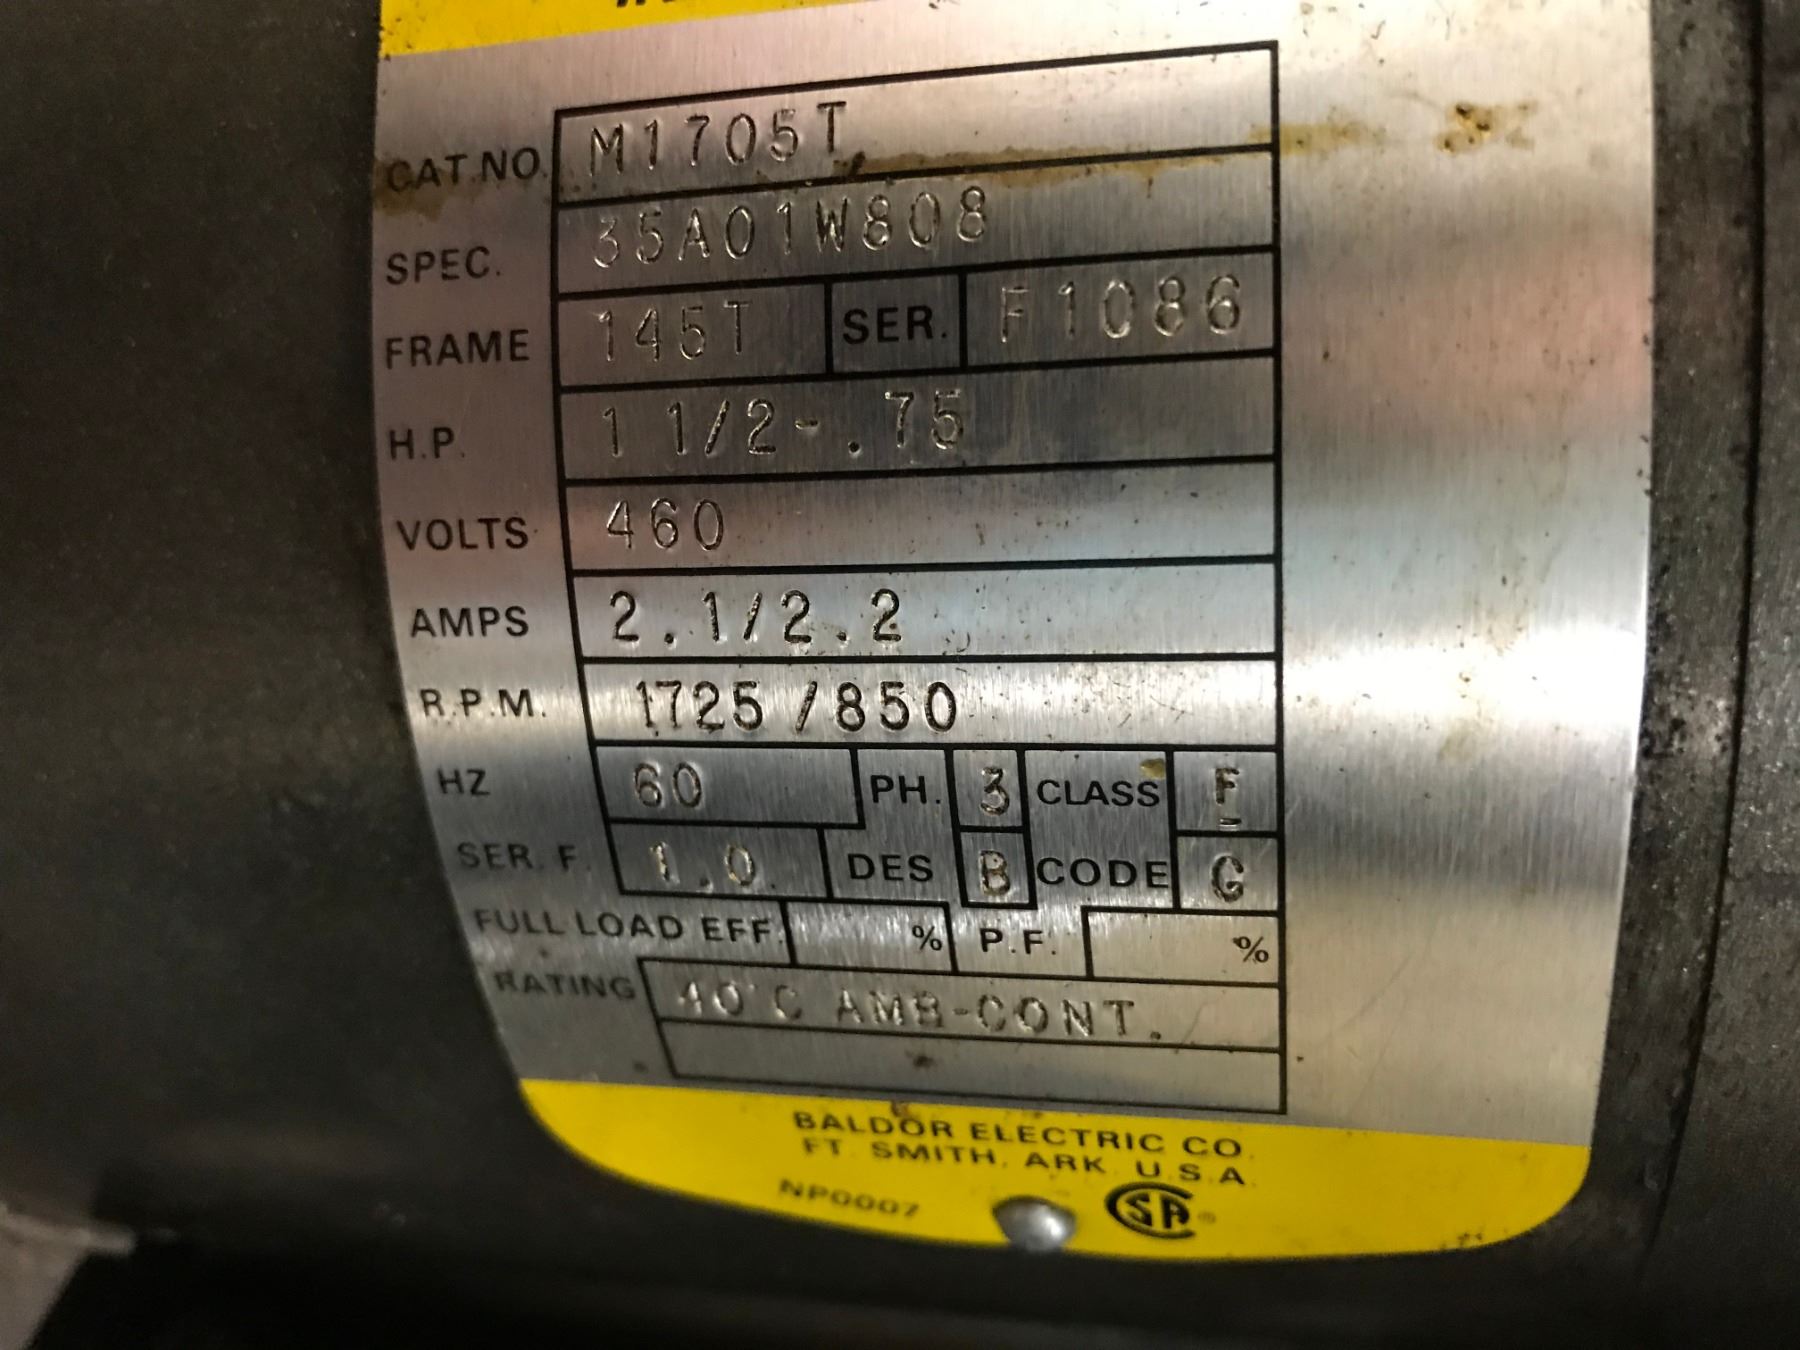 CAT.NO. M1705T
SPEC. 35A01W808
FRAME 145T SER. F1086
H.P. 1 1/2-.75
VOLTS 460
AMPS 2.1/2.2
R.P.M. 1725/850
HZ 60 PH. 3 CLASS F
SER. F. 1.0 DES B CODE G
FULL LOAD EFF. % P.F. %
RATING 40°C AMB-CONT.
BALDOR ELECTRIC CO.
FT. SMITH, ARK. U.S.A.
NP0007 SA®